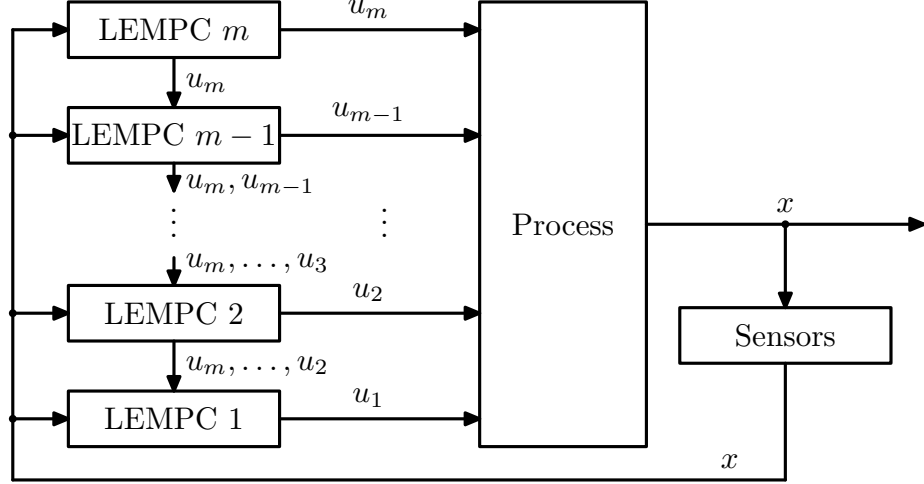 LEMPC m
u_m
u_m
LEMPC m − 1
u_{m−1}
u_m, u_{m−1}
⋮
⋮
Process
x
u_m, . . . , u_3
LEMPC 2
u_2
Sensors
u_m, . . . , u_2
LEMPC 1
u_1
x